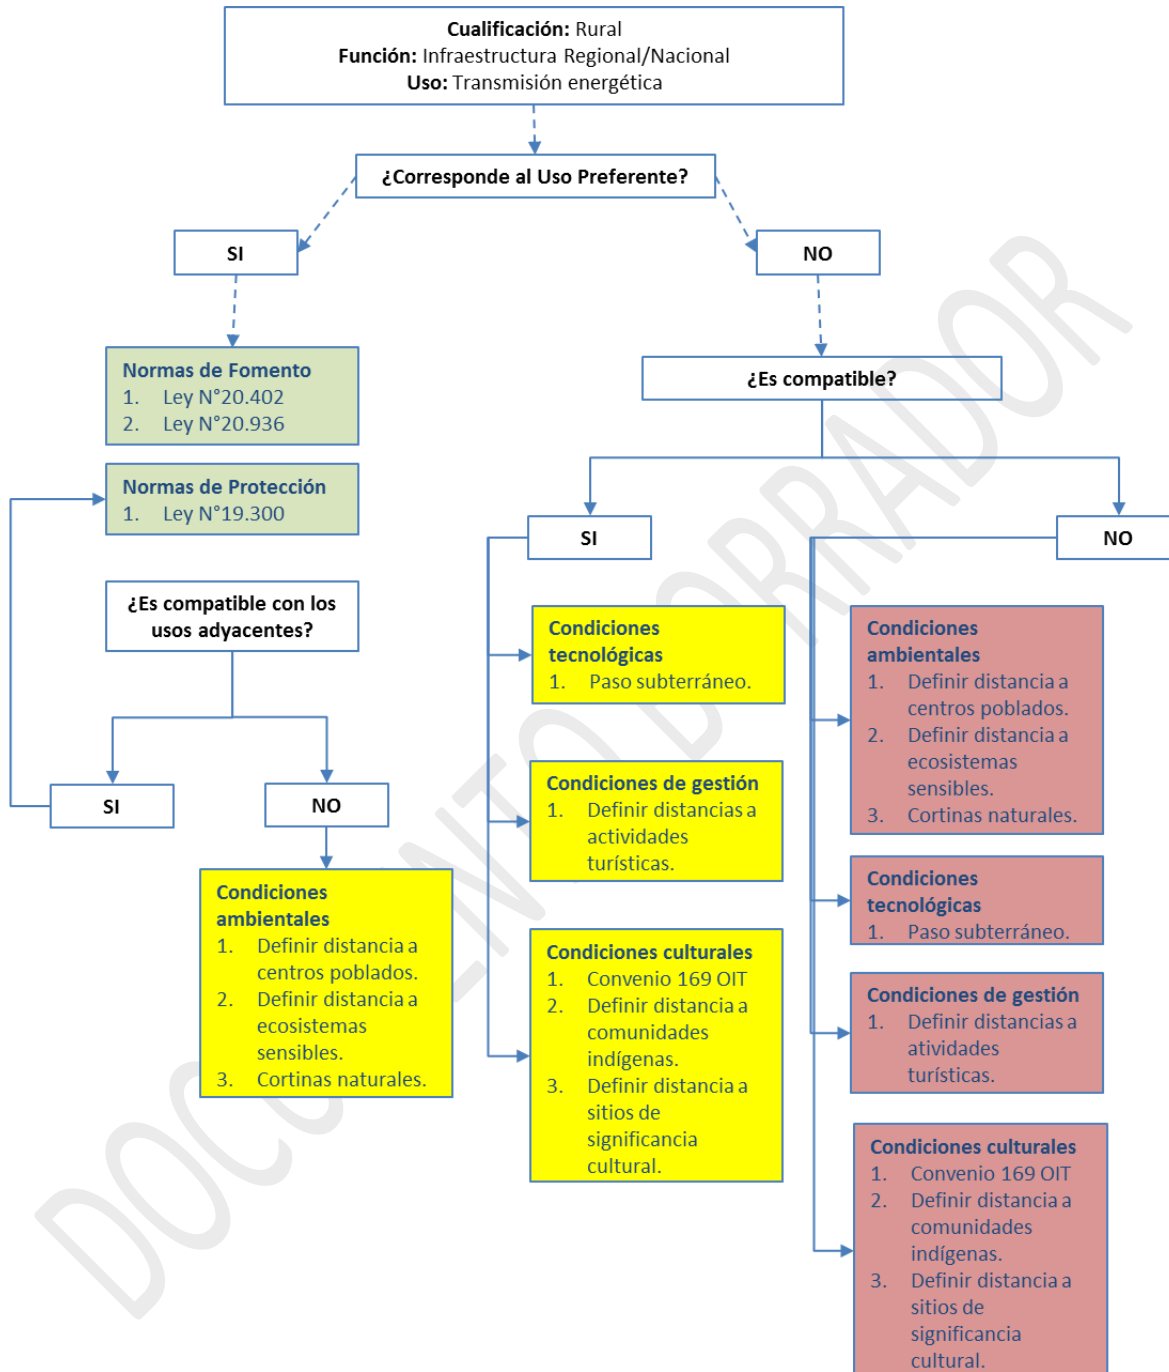 Cualificación: Rural
Función: Infraestructura Regional/Nacional
Uso: Transmisión energética
¿Corresponde al Uso Preferente?
SI
NO
Normas de Fomento
1. Ley N°20.402
2. Ley N°20.936
Normas de Protección
1. Ley N°19.300
¿Es compatible con los
usos adyacentes?
SI
NO
Condiciones
ambientales
1. Definir distancia a
centros poblados.
2. Definir distancia a
ecosistemas
sensibles.
3. Cortinas naturales.
¿Es compatible?
SI
NO
Condiciones
tecnológicas
1. Paso subterráneo.
Condiciones de gestión
1. Definir distancias a
actividades
turísticas.
Condiciones culturales
1. Convenio 169 OIT
2. Definir distancia a
comunidades
indígenas.
3. Definir distancia a
sitios de
significancia
cultural.
Condiciones
ambientales
1. Definir distancia a
centros poblados.
2. Definir distancia a
ecosistemas
sensibles.
3. Cortinas naturales.
Condiciones
tecnológicas
1. Paso subterráneo.
Condiciones de gestión
1. Definir distancias a
atividades
turísticas.
Condiciones culturales
1. Convenio 169 OIT
2. Definir distancia a
comunidades
indígenas.
3. Definir distancia a
sitios de
significancia
cultural.
DOCUMENTO BORRADOR